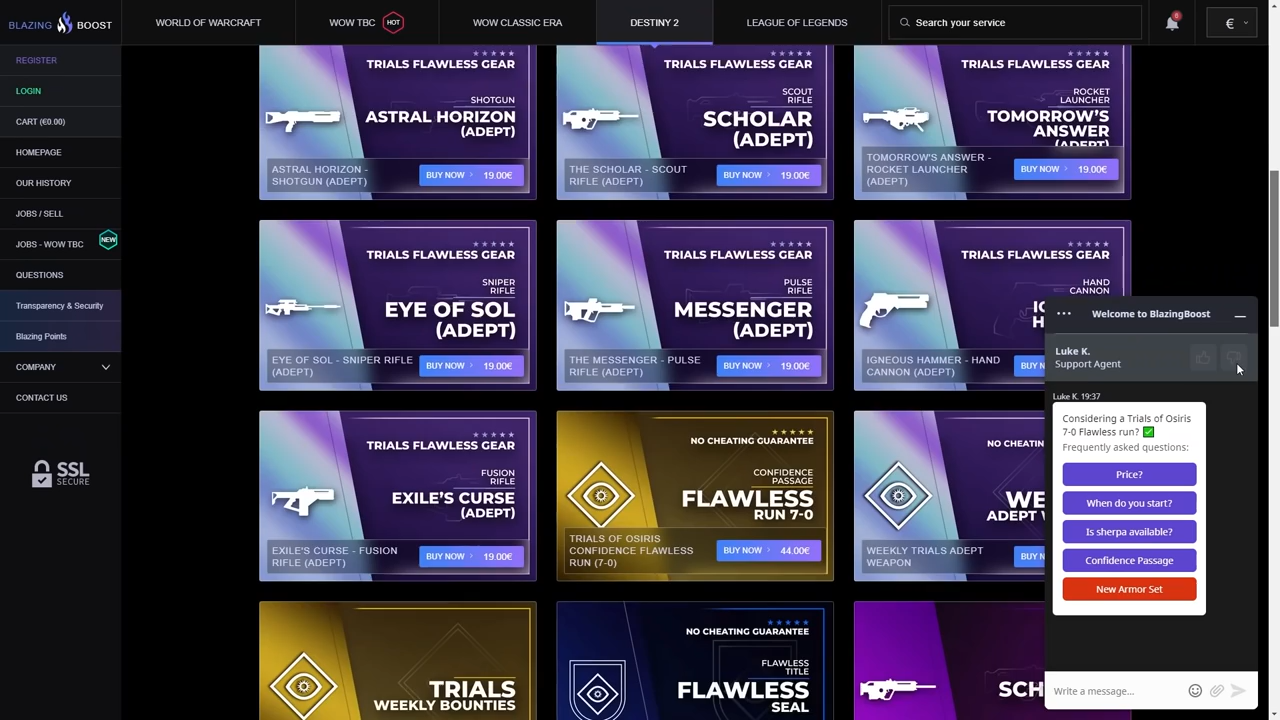 BLAZING BOOST
WORLD OF WARCRAFT
WOW TBC
HOT
WOW CLASSIC ERA
DESTINY 2
LEAGUE OF LEGENDS
Search your service
6
€
REGISTER
LOGIN
CART (€0.00)
HOMEPAGE
OUR HISTORY
JOBS / SELL
JOBS - WOW TBC
NEW
QUESTIONS
Transparency & Security
Blazing Points
COMPANY
CONTACT US
SSL
SECURE
TRIALS FLAWLESS GEAR
SHOTGUN
ASTRAL HORIZON
(ADEPT)
ASTRAL HORIZON -
SHOTGUN (ADEPT)
BUY NOW
19.00€
TRIALS FLAWLESS GEAR
SCOUT
RIFLE
SCHOLAR
(ADEPT)
THE SCHOLAR - SCOUT
RIFLE (ADEPT)
BUY NOW
19.00€
TRIALS FLAWLESS GEAR
ROCKET
LAUNCHER
TOMORROW'S
ANSWER
(ADEPT)
TOMORROW'S ANSWER -
ROCKET LAUNCHER
(ADEPT)
BUY NOW
19.00€
TRIALS FLAWLESS GEAR
SNIPER
RIFLE
EYE OF SOL
(ADEPT)
EYE OF SOL - SNIPER RIFLE
(ADEPT)
BUY NOW
19.00€
TRIALS FLAWLESS GEAR
PULSE
RIFLE
MESSENGER
(ADEPT)
THE MESSENGER - PULSE
RIFLE (ADEPT)
BUY NOW
19.00€
TRIALS FLAWLESS GEAR
HAND
CANNON
IG
H
IGNEOUS HAMMER - HAND
CANNON (ADEPT)
BU
TRIALS FLAWLESS GEAR
FUSION
RIFLE
EXILE'S CURSE
(ADEPT)
EXILE'S CURSE - FUSION
RIFLE (ADEPT)
BUY NOW
19.00€
NO CHEATING GUARANTEE
CONFIDENCE
PASSAGE
FLAWLESS
RUN 7-0
TRIALS OF OSIRIS
CONFIDENCE FLAWLESS
RUN (7-0)
BUY NOW
44.00€
NO CHEA
WE
ADEPT W
WEEKLY TRIALS ADEPT
WEAPON
BU
TRIALS
WEEKLY BOUNTIES
NO CHEATING GUARANTEE
FLAWLESS
TITLE
FLAWLESS
SEAL
SCH
Welcome to BlazingBoost
Luke K.
Support Agent
Luke K. 19:37
Considering a Trials of Osiris
7-0 Flawless run? ✅
Frequently asked questions:
Price?
When do you start?
Is sherpa available?
Confidence Passage
New Armor Set
Write a message...